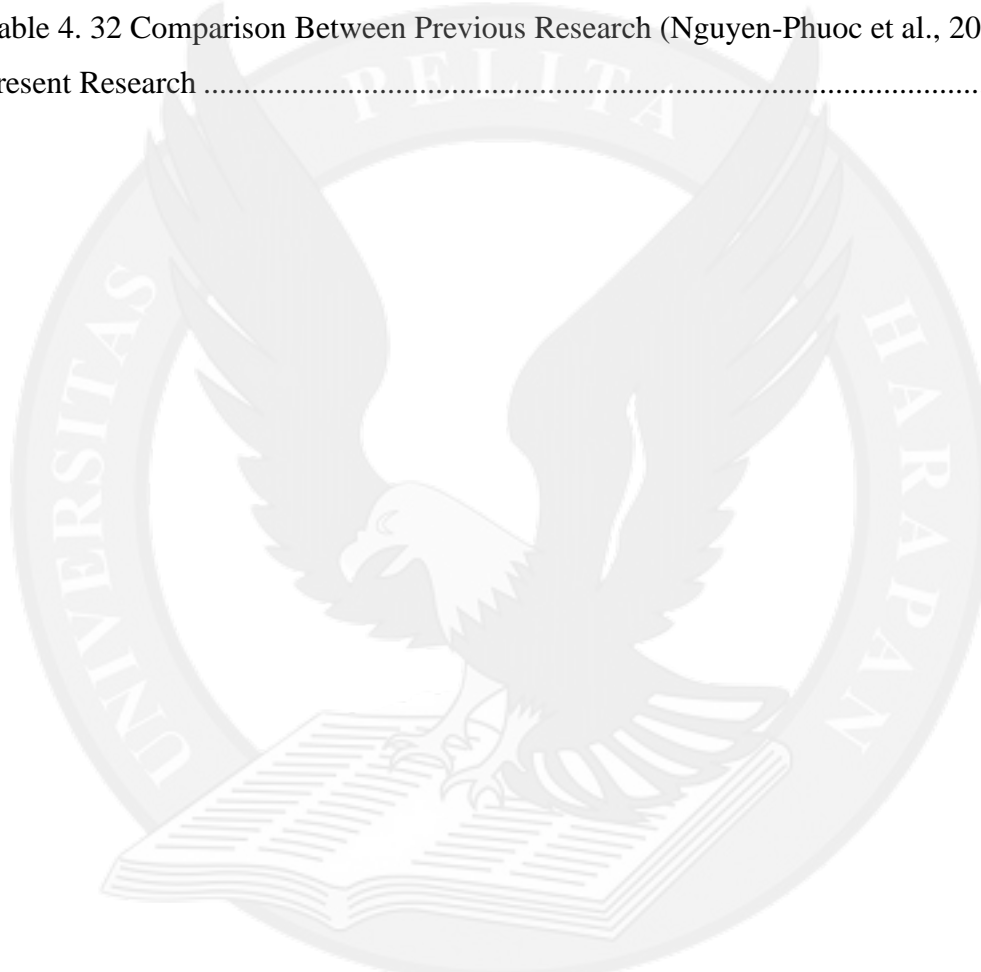 able 4. 32 Comparison Between Previous Research (Nguyen-Phuoc et al., 20
resent Research ....................................................................................................
UNIVERSITAS PELITA HARAPAN